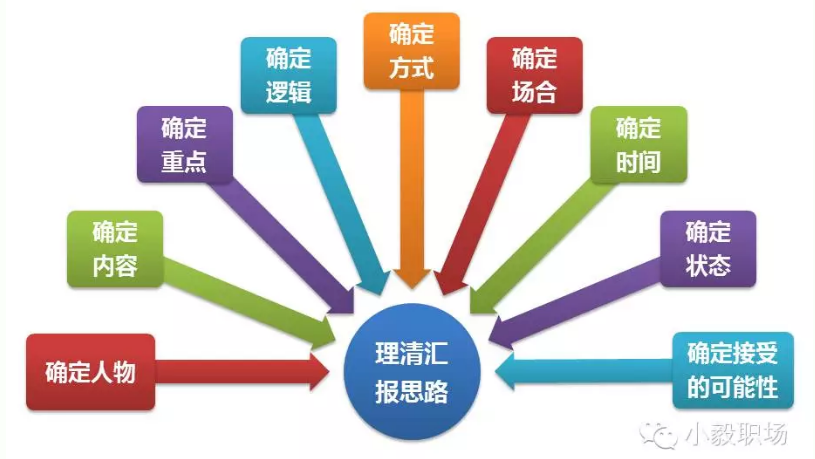 确定
方式
确定
逻辑
确定
场合
确定
重点
确定
时间
确定
内容
确定
状态
确定人物
理清汇
报思路
确定接受
的可能性
小毅职场